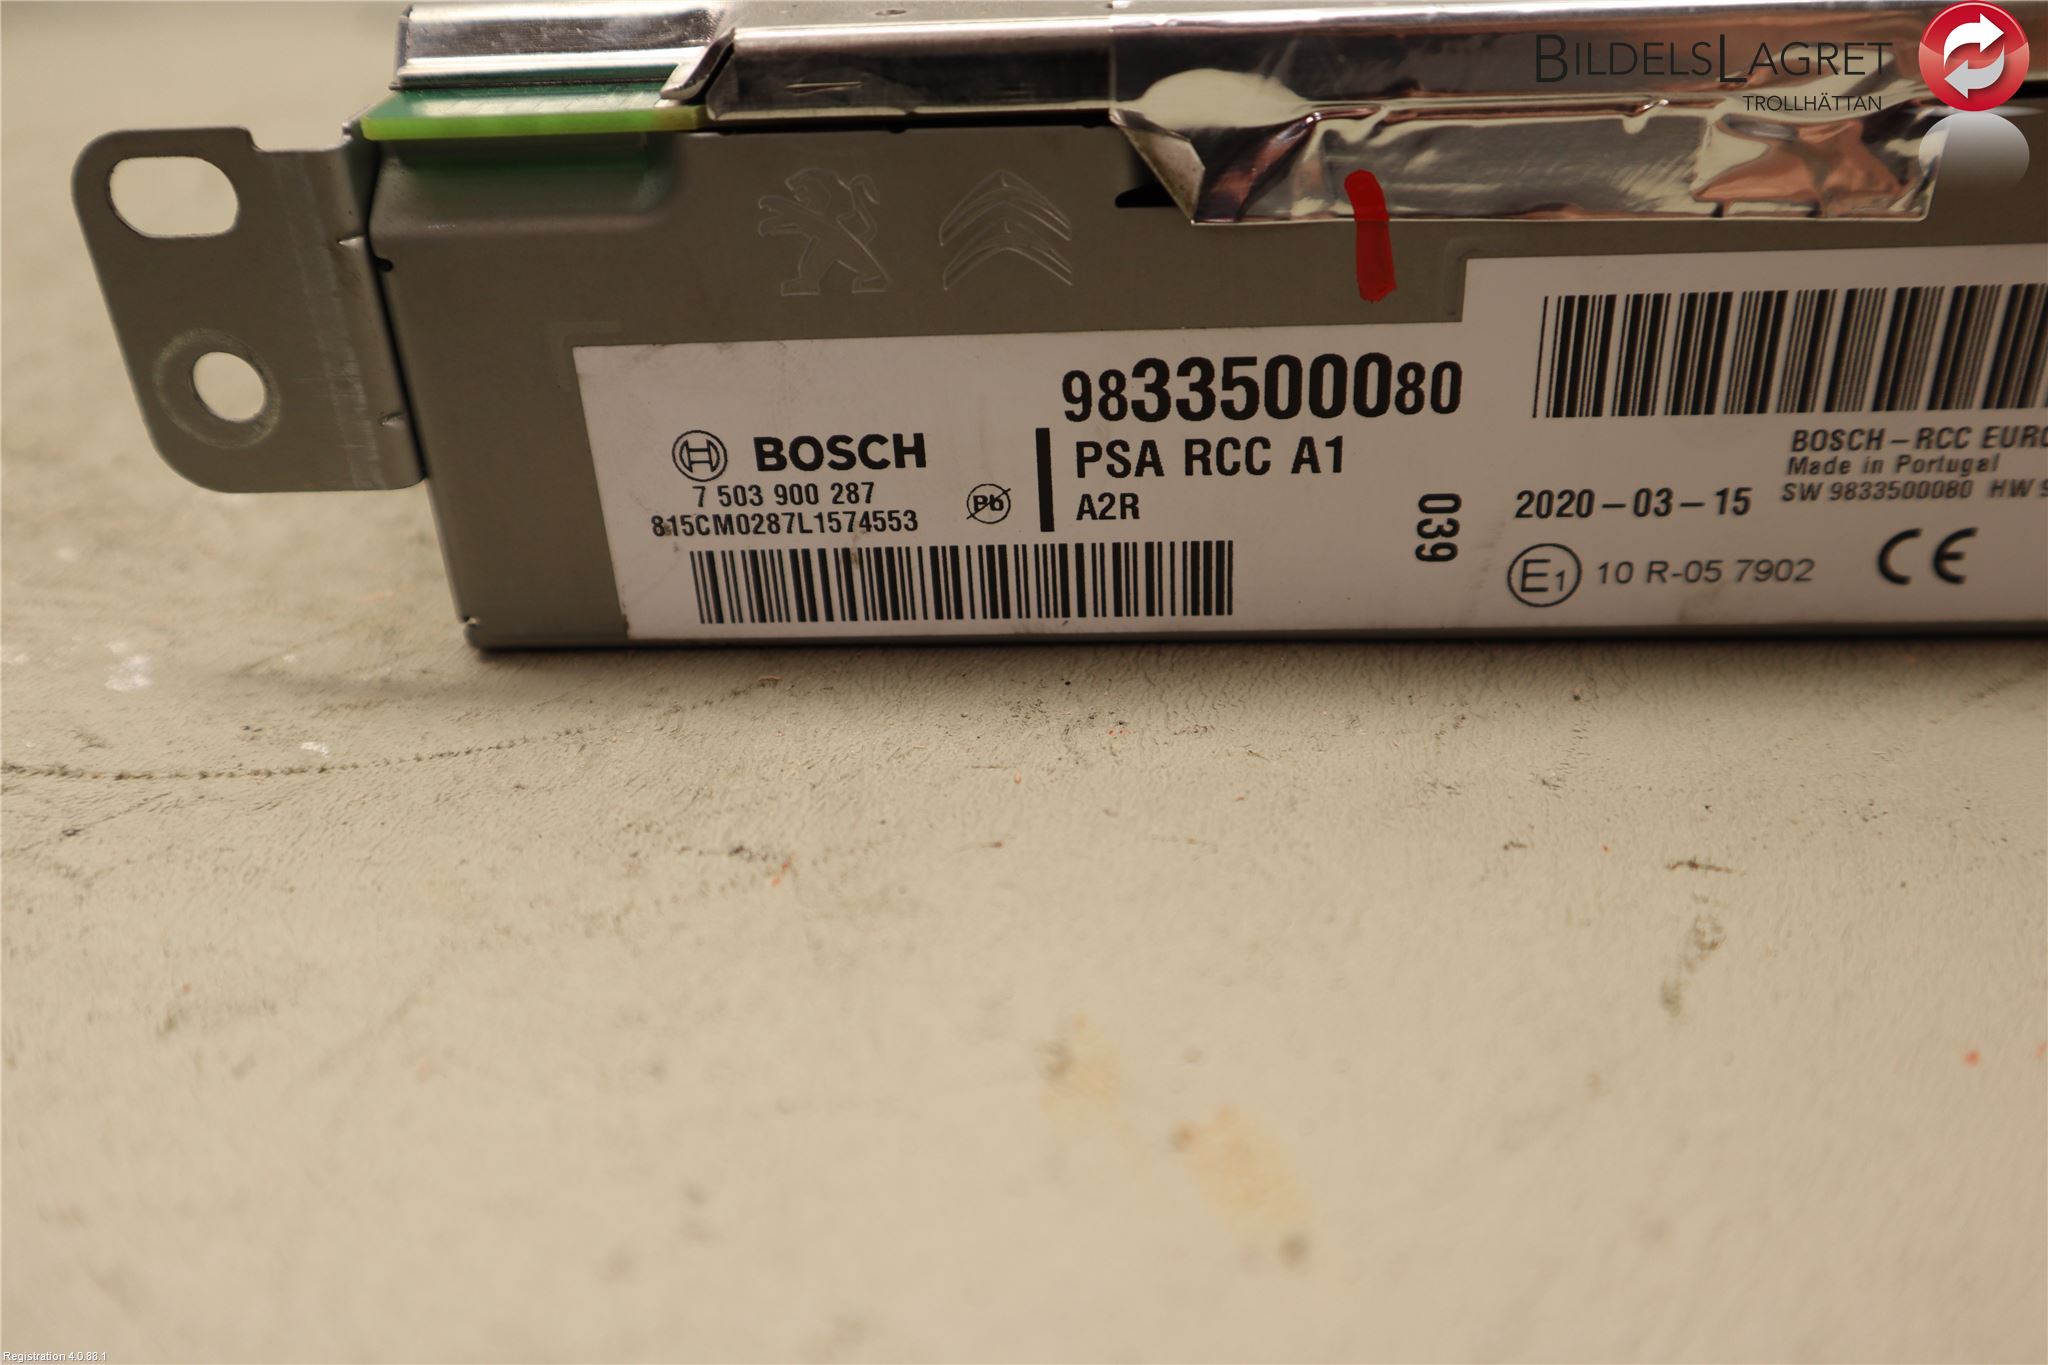 BILDELSLAGRET
TROLLHÄTTAN
9833500080
BOSCH
PSA RCC A1
7 503 900 287
815CM0287L1574553
Pb
A2R
039
BOSCH-RCC
Made in Portugal
2020-03-15
SW 9833500080 HW
E1 10 R-05 7902
CE
Registration 4.0.88.1